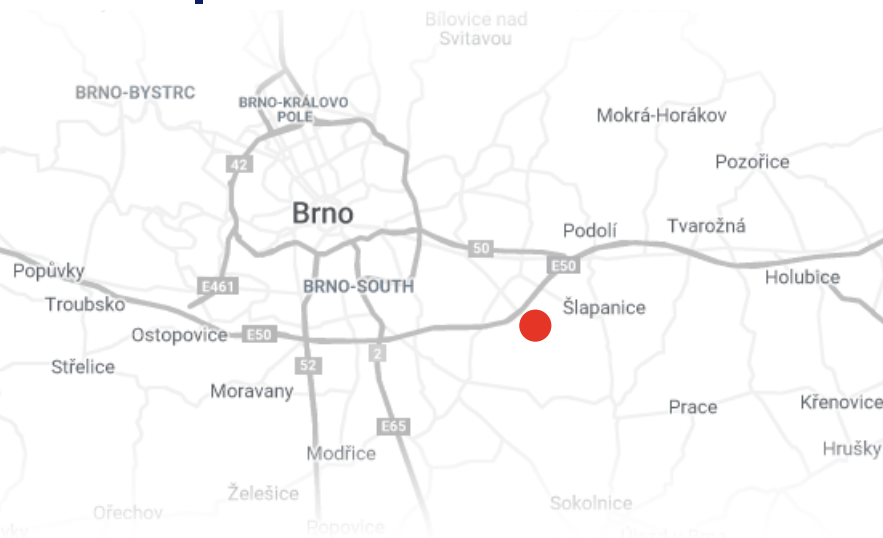 Bílovice nad
Svitavou
BRNO-BYSTRC
BRNO-KRÁLOVO
POLE
Mokrá-Horákov
Pozořice
42
Brno
Podolí
Tvarožná
50
E50
Popůvky
Holubice
E461
BRNO-SOUTH
Troubsko
Šlapanice
Ostopovice
E50
2
Střelice
52
Moravany
Prace
Křenovice
E65
Modřice
Hrušky
Želešice
Sokolnice
Ořechov
Popovice